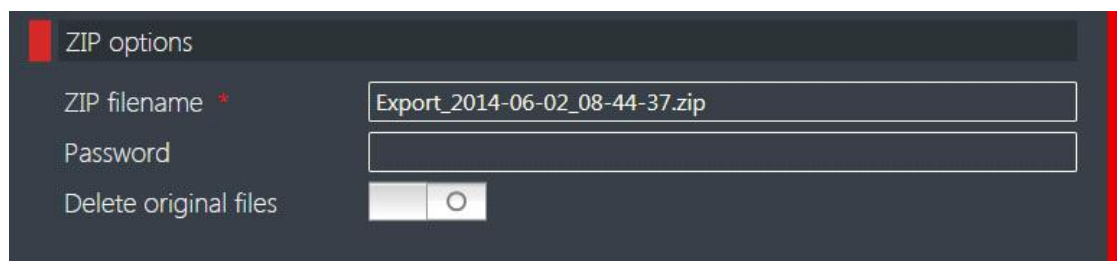 ZIP options
ZIP filename * Export_2014-06-02_08-44-37.zip
Password
Delete original files O